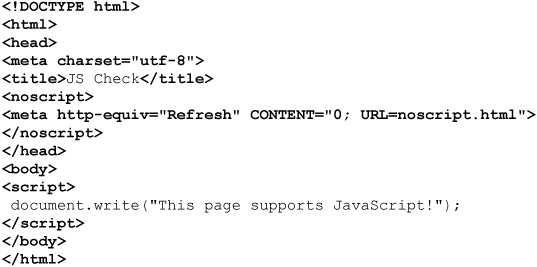 <!DOCTYPE html>
<html>
<head>
<meta charset="utf-8">
<title>JS Check</title>
<noscript>
<meta http-equiv="Refresh" CONTENT="0; URL=noscript.html">
</noscript>
</head>
<body>
<script>
document.write("This page supports JavaScript!");
</script>
</body>
</html>